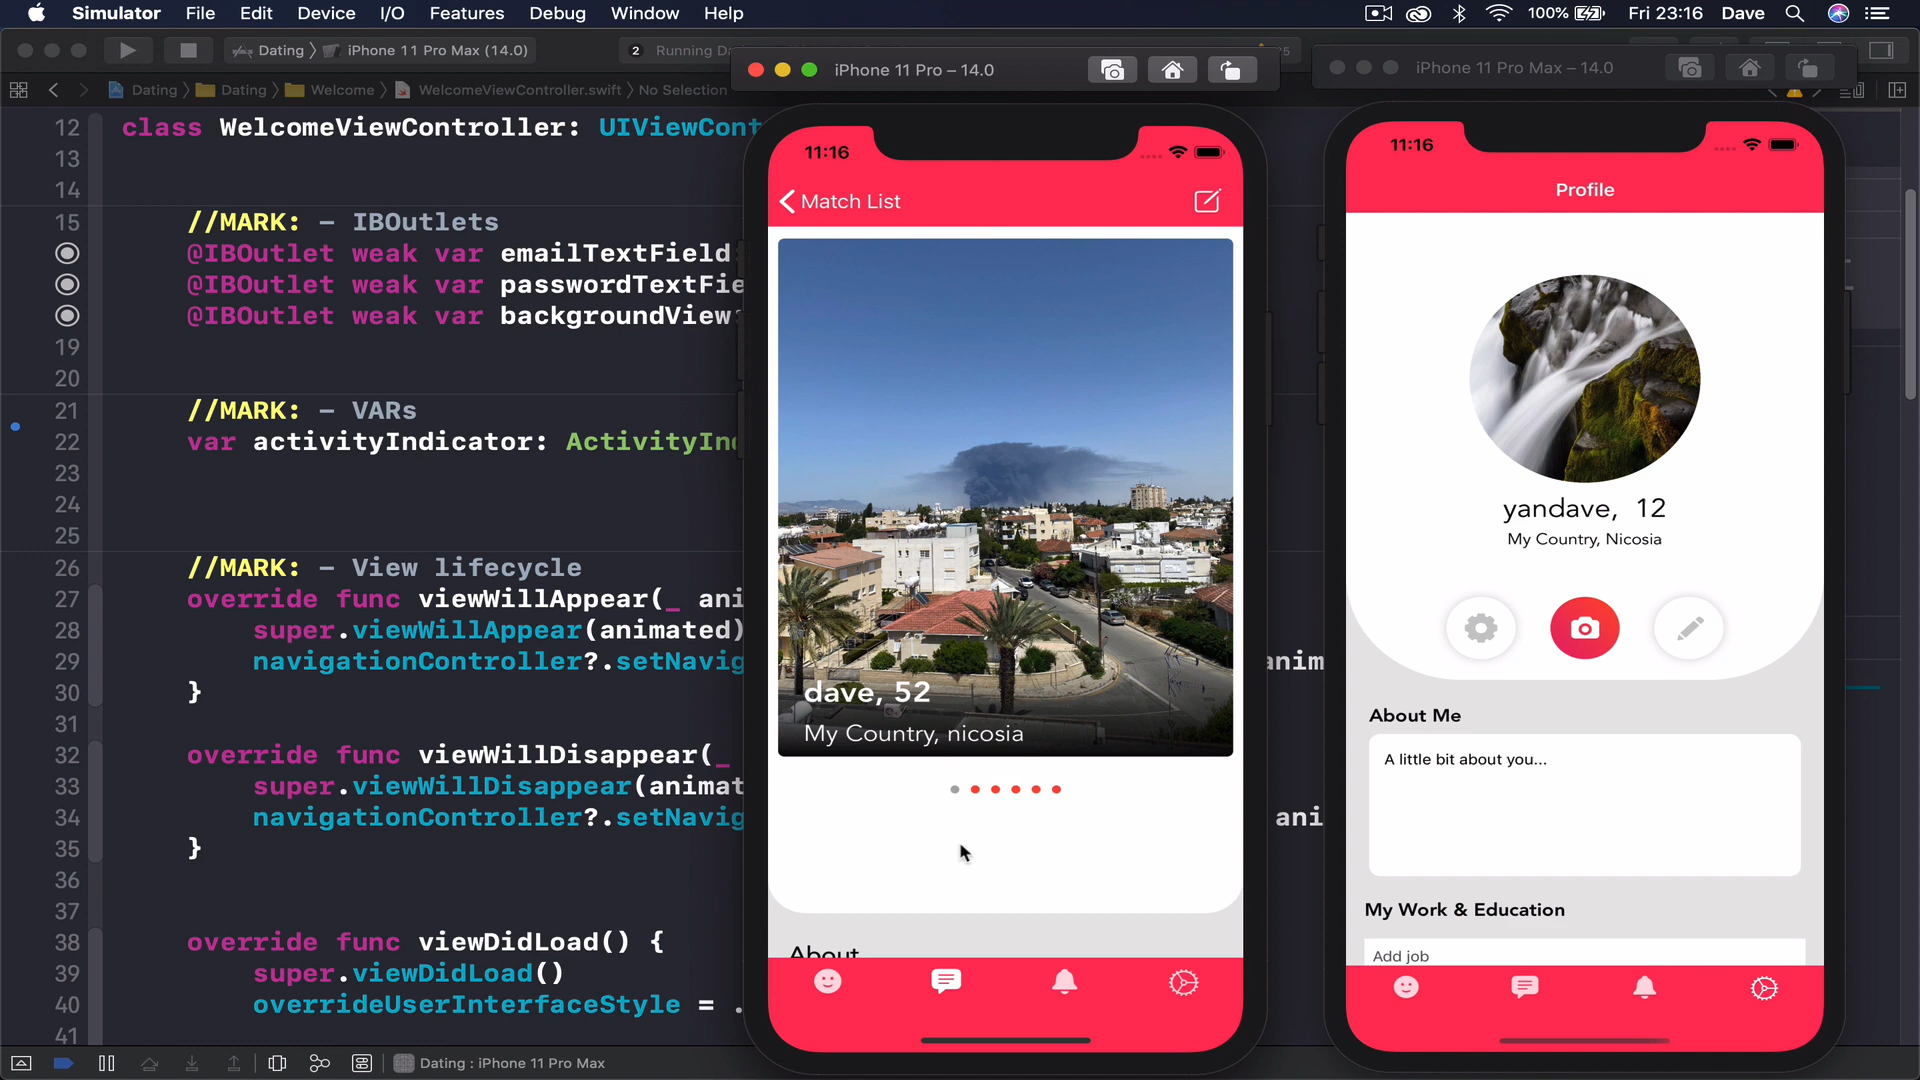 Simulator File Edit Device I/O Features Debug Window Help
100% Fri 23:16 Dave
Dating iPhone 11 Pro Max (14.0)
2 Running
Dating Dating Welcome WelcomeViewController.swift No Selection
12 class WelcomeViewController: UIViewCont
13
14
15 //MARK: - IBOutlets
@IBOutlet weak var emailTextField
@IBOutlet weak var passwordTextFie
@IBOutlet weak var backgroundView:
19
20
21 //MARK: - VARs
22 var activityIndicator: ActivityInd
23
24
25
26 //MARK: - View lifecycle
27 override func viewWillAppear(_ ani
28 super.viewWillAppear(animated)
29 navigationController?.setNavig
30 }
31
32 override func viewWillDisappear(_
33 super.viewWillDisappear(animat
34 navigationController?.setNavig
35 }
36
37
38 override func viewDidLoad() {
39 super.viewDidLoad()
40 overrideUserInterfaceStyle = .
41
Dating : iPhone 11 Pro Max
anim
ani
iPhone 11 Pro – 14.0
11:16
Match List
dave, 52
My Country, nicosia
About
iPhone 11 Pro Max – 14.0
11:16
Profile
yandave, 12
My Country, Nicosia
About Me
A little bit about you...
My Work & Education
Add job